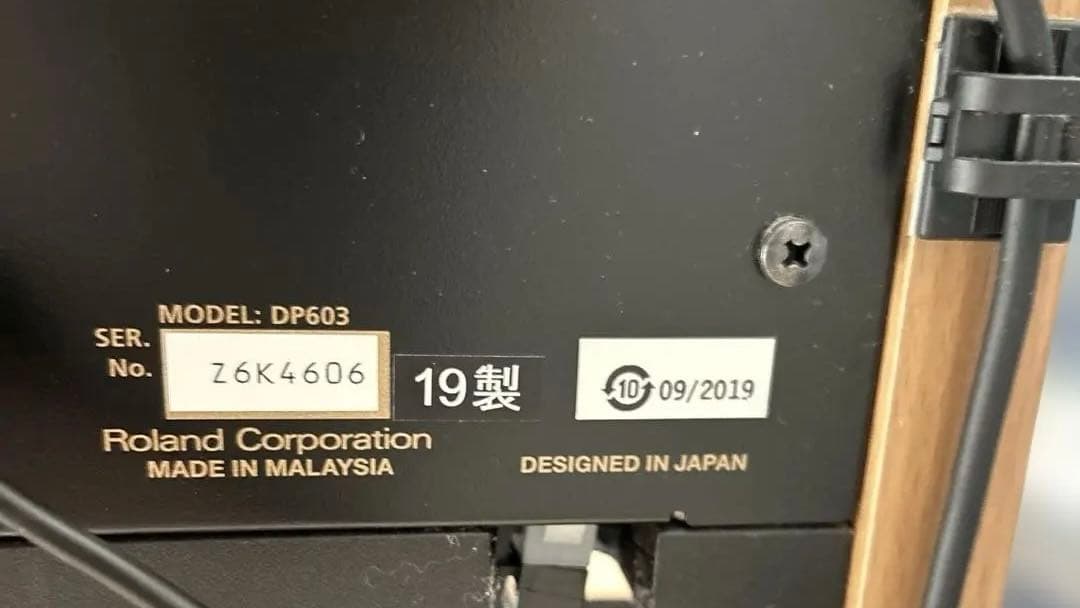 MODEL: DP603
SER.
No.
Z6K4606
19製
10 09/2019
Roland Corporation
MADE IN MALAYSIA
DESIGNED IN JAPAN